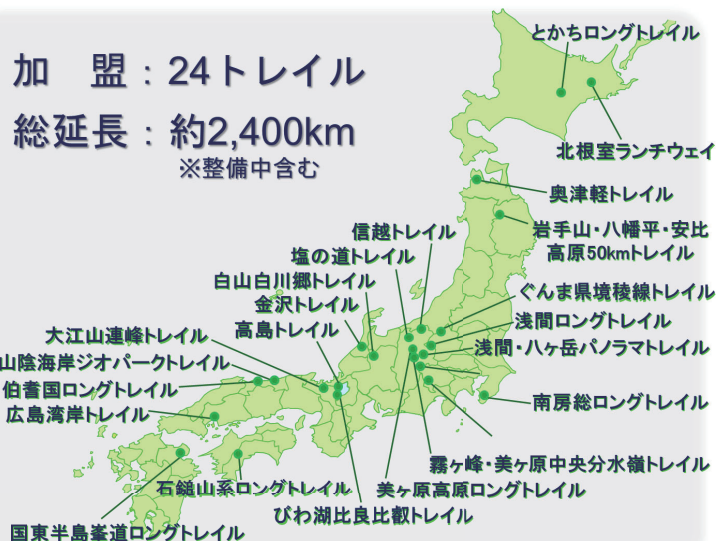 加　盟：24トレイル
総延長：約2,400km
※整備中含む
とかちロングトレイル
北根室ランチウェイ
奥津軽トレイル
岩手山・八幡平・安比
高原50kmトレイル
信越トレイル
塩の道トレイル
白山白川郷トレイル
金沢トレイル
高島トレイル
大江山連峰トレイル
山陰海岸ジオパークトレイル
伯耆国ロングトレイル
広島湾岸トレイル
ぐんま県境稜線トレイル
浅間ロングトレイル
浅間・八ヶ岳パノラマトレイル
南房総ロングトレイル
霧ヶ峰・美ヶ原中央分水嶺トレイル
美ヶ原高原ロングトレイル
びわ湖比良比叡トレイル
石鎚山系ロングトレイル
国東半島峯道ロングトレイル